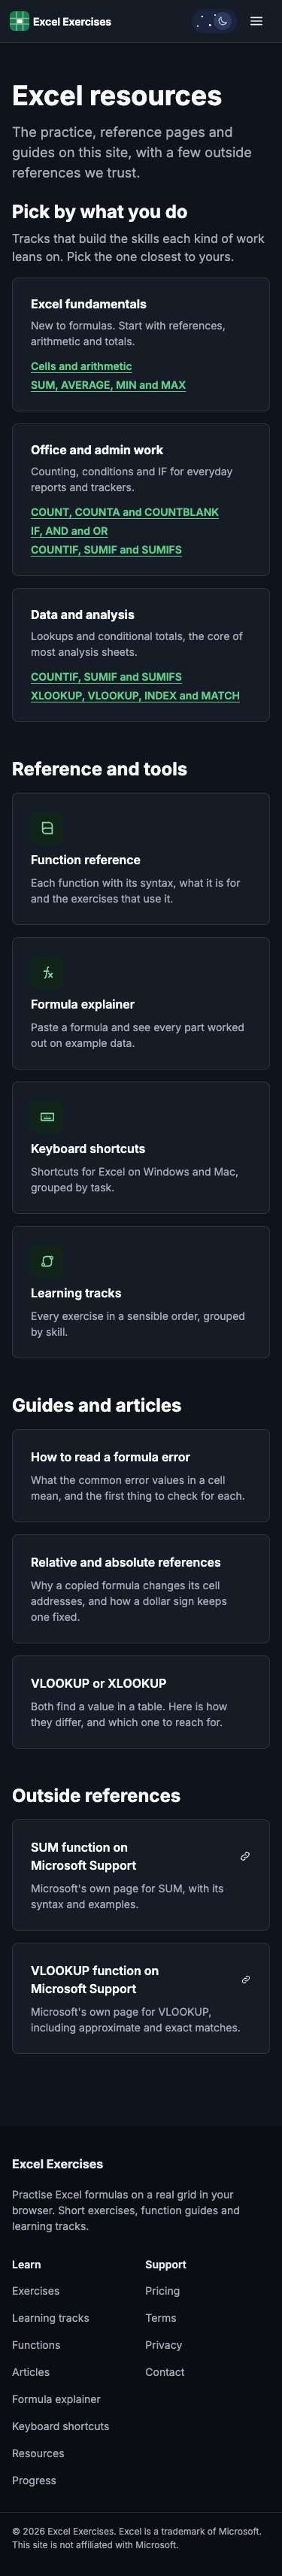 Excel Exercises
Excel resources
The practice, reference pages and
guides on this site, with a few outside
references we trust.
Pick by what you do
Tracks that build the skills each kind of work
leans on. Pick the one closest to yours.
Excel fundamentals
New to formulas. Start with references,
arithmetic and totals.
Cells and arithmetic
SUM, AVERAGE, MIN and MAX
Office and admin work
Counting, conditions and IF for everyday
reports and trackers.
COUNT, COUNTA and COUNTBLANK
IF, AND and OR
COUNTIF, SUMIF and SUMIFS
Data and analysis
Lookups and conditional totals, the core of
most analysis sheets.
COUNTIF, SUMIF and SUMIFS
XLOOKUP, VLOOKUP, INDEX and MATCH
Reference and tools
Function reference
Each function with its syntax, what it is for
and the exercises that use it.
Formula explainer
Paste a formula and see every part worked
out on example data.
Keyboard shortcuts
Shortcuts for Excel on Windows and Mac,
grouped by task.
Learning tracks
Every exercise in a sensible order, grouped
by skill.
Guides and articles
How to read a formula error
What the common error values in a cell
mean, and the first thing to check for each.
Relative and absolute references
Why a copied formula changes its cell
addresses, and how a dollar sign keeps
one fixed.
VLOOKUP or XLOOKUP
Both find a value in a table. Here is how
they differ, and which one to reach for.
Outside references
SUM function on
Microsoft Support
Microsoft's own page for SUM, with its
syntax and examples.
VLOOKUP function on
Microsoft Support
Microsoft's own page for VLOOKUP,
including approximate and exact matches.
Excel Exercises
Practise Excel formulas on a real grid in your
browser. Short exercises, function guides and
learning tracks.
Learn
Exercises
Learning tracks
Functions
Articles
Formula explainer
Keyboard shortcuts
Resources
Progress
Support
Pricing
Terms
Privacy
Contact
© 2026 Excel Exercises. Excel is a trademark of Microsoft.
This site is not affiliated with Microsoft.